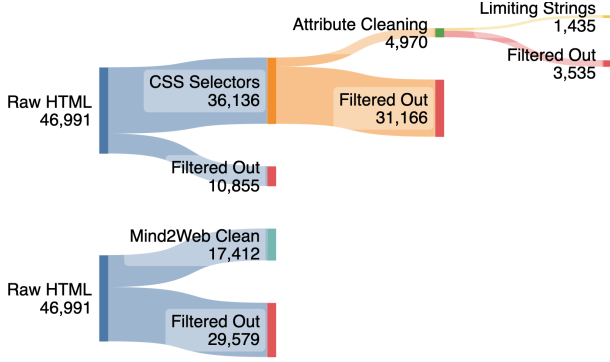 Limiting Strings
1,435
Attribute Cleaning
4,970
Filtered Out
3,535
CSS Selectors
36,136
Raw HTML
46,991
Filtered Out
31,166
Filtered Out
10,855
Mind2Web Clean
17,412
Raw HTML
46,991
Filtered Out
29,579